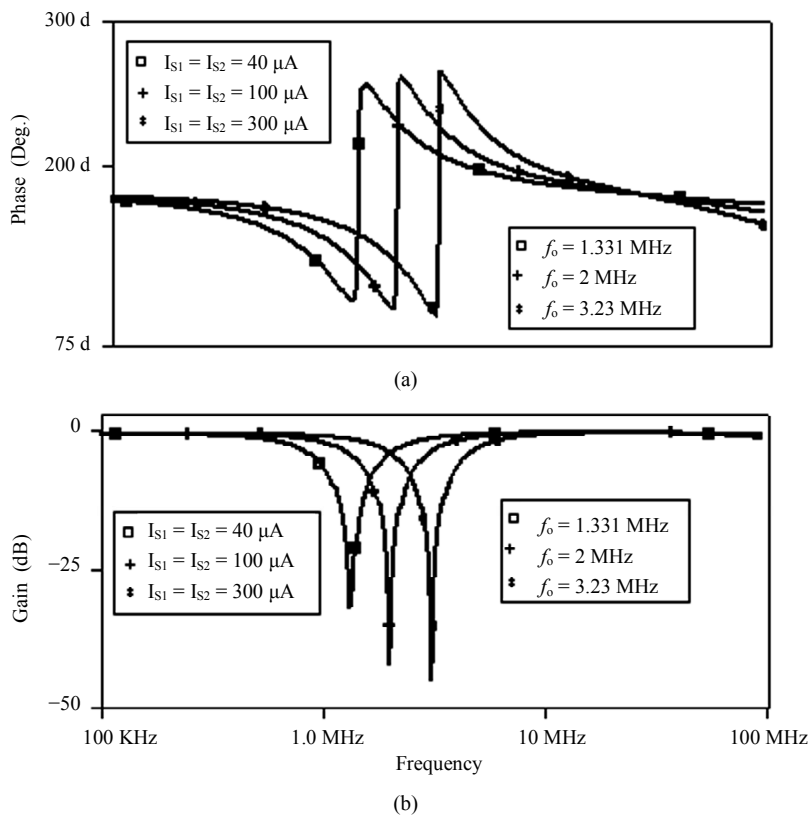 300 d
I_S1 = I_S2 = 40 μA
I_S1 = I_S2 = 100 μA
I_S1 = I_S2 = 300 μA
Phase (Deg.)
200 d
f_o = 1.331 MHz
f_o = 2 MHz
f_o = 3.23 MHz
75 d
(a)
0
I_S1 = I_S2 = 40 μA
I_S1 = I_S2 = 100 μA
I_S1 = I_S2 = 300 μA
f_o = 1.331 MHz
f_o = 2 MHz
f_o = 3.23 MHz
Gain (dB)
−25
−50
100 KHz 1.0 MHz 10 MHz 100 MHz
Frequency
(b)